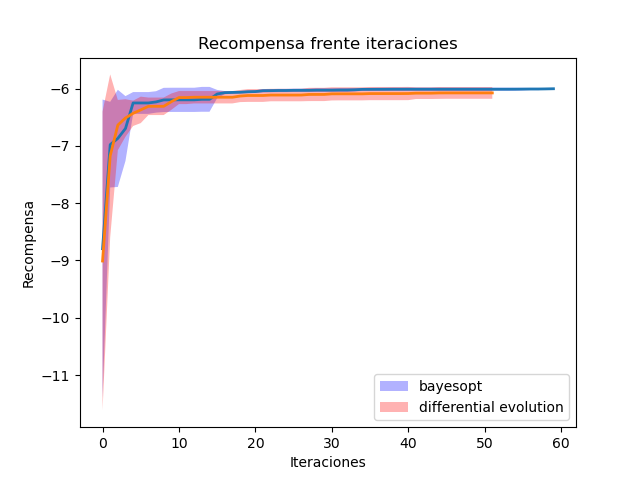 Recompensa frente iteraciones
Recompensa
−6
−7
−8
−9
−10
−11
0 10 20 30 40 50 60
Iteraciones
bayesopt
differential evolution